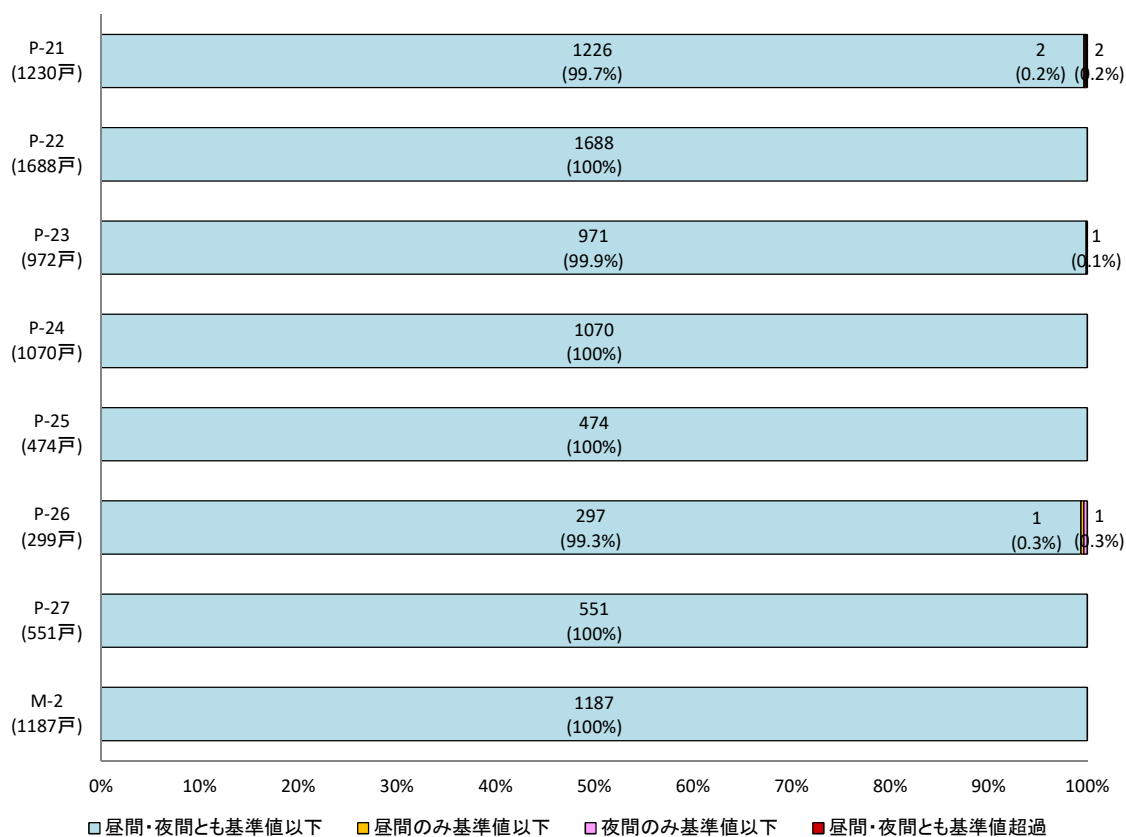 P-21
(1230戸)
1226
(99.7%)
2
(0.2%)
2
(0.2%)
P-22
(1688戸)
1688
(100%)
P-23
(972戸)
971
(99.9%)
1
(0.1%)
P-24
(1070戸)
1070
(100%)
P-25
(474戸)
474
(100%)
P-26
(299戸)
297
(99.3%)
1
(0.3%)
1
(0.3%)
P-27
(551戸)
551
(100%)
M-2
(1187戸)
1187
(100%)
0% 10% 20% 30% 40% 50% 60% 70% 80% 90% 100%
昼間・夜間とも基準値以下 昼間のみ基準値以下 夜間のみ基準値以下 昼間・夜間とも基準値超過